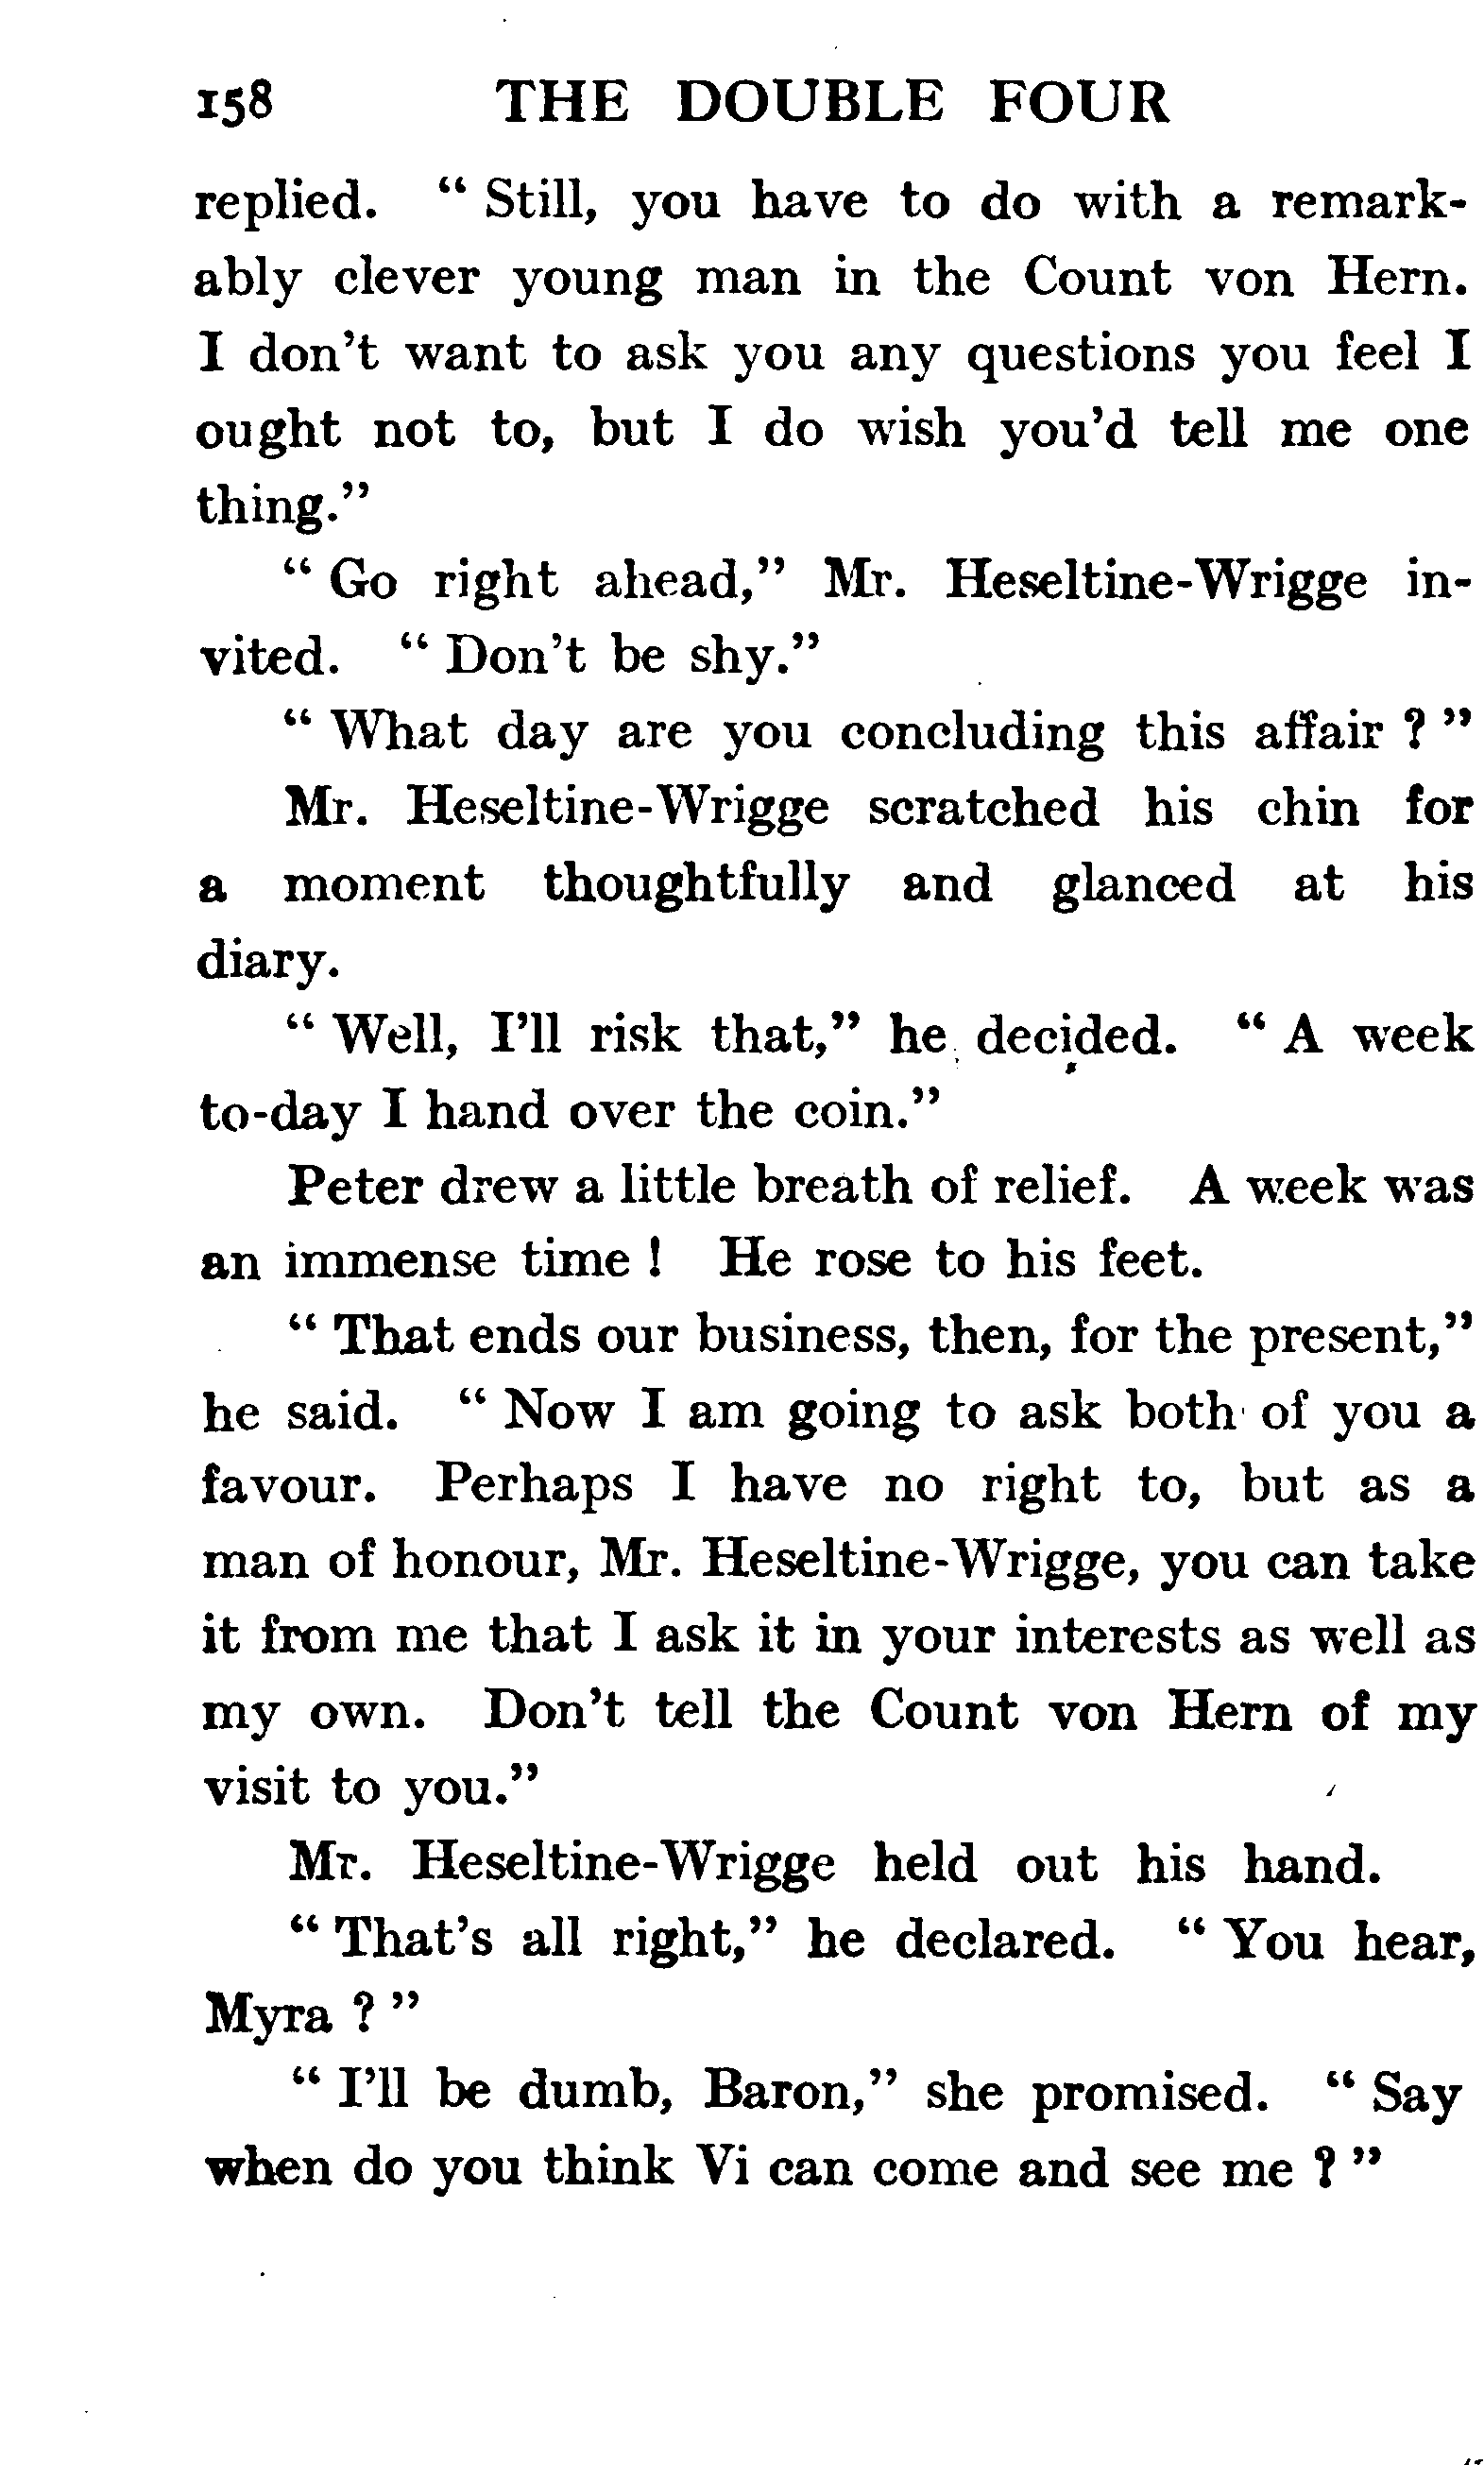 158 THE DOUBLE FOUR
replied. “ Still, you have to do with a remark-
ably clever young man in the Count von Hern.
I don’t want to ask you any questions you feel I
ought not to, but I do wish you’d tell me one
thing.”
“ Go right ahead,” Mr. Heseltine-Wrigge in-
vited. “ Don’t be shy.”
“ What day are you concluding this affair ? ”
Mr. Heseltine-Wrigge scratched his chin for
a moment thoughtfully and glanced at his
diary.
“ Well, I’ll risk that,” he decided. “ A week
to-day I hand over the coin.”
Peter drew a little breath of relief. A week was
an immense time ! He rose to his feet.
“ That ends our business, then, for the present,”
he said. “ Now I am going to ask both of you a
favour. Perhaps I have no right to, but as a
man of honour, Mr. Heseltine-Wrigge, you can take
it from me that I ask it in your interests as well as
my own. Don’t tell the Count von Hern of my
visit to you.”
Mr. Heseltine-Wrigge held out his hand.
“ That’s all right,” he declared. “ You hear,
Myra ? ”
“ I’ll be dumb, Baron,” she promised. “ Say
when do you think Vi can come and see me ? ”